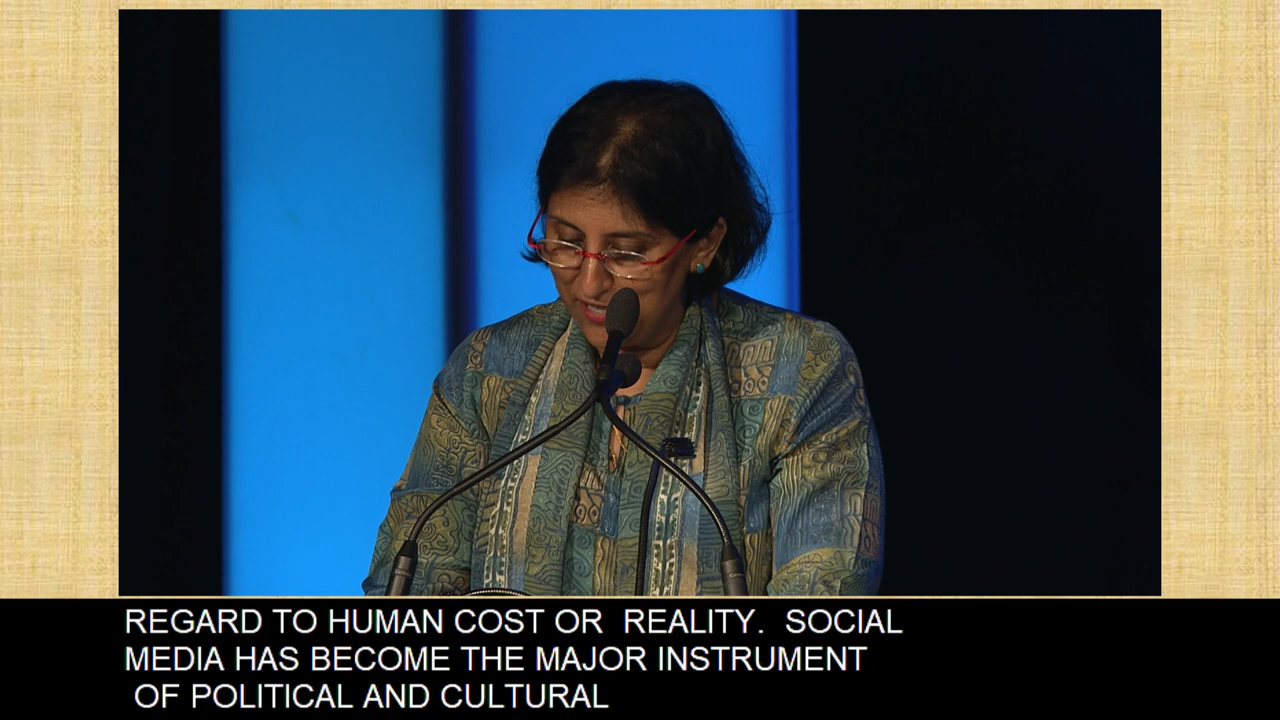 REGARD TO HUMAN COST OR  REALITY.  SOCIAL
MEDIA HAS BECOME THE MAJOR INSTRUMENT
OF POLITICAL AND CULTURAL